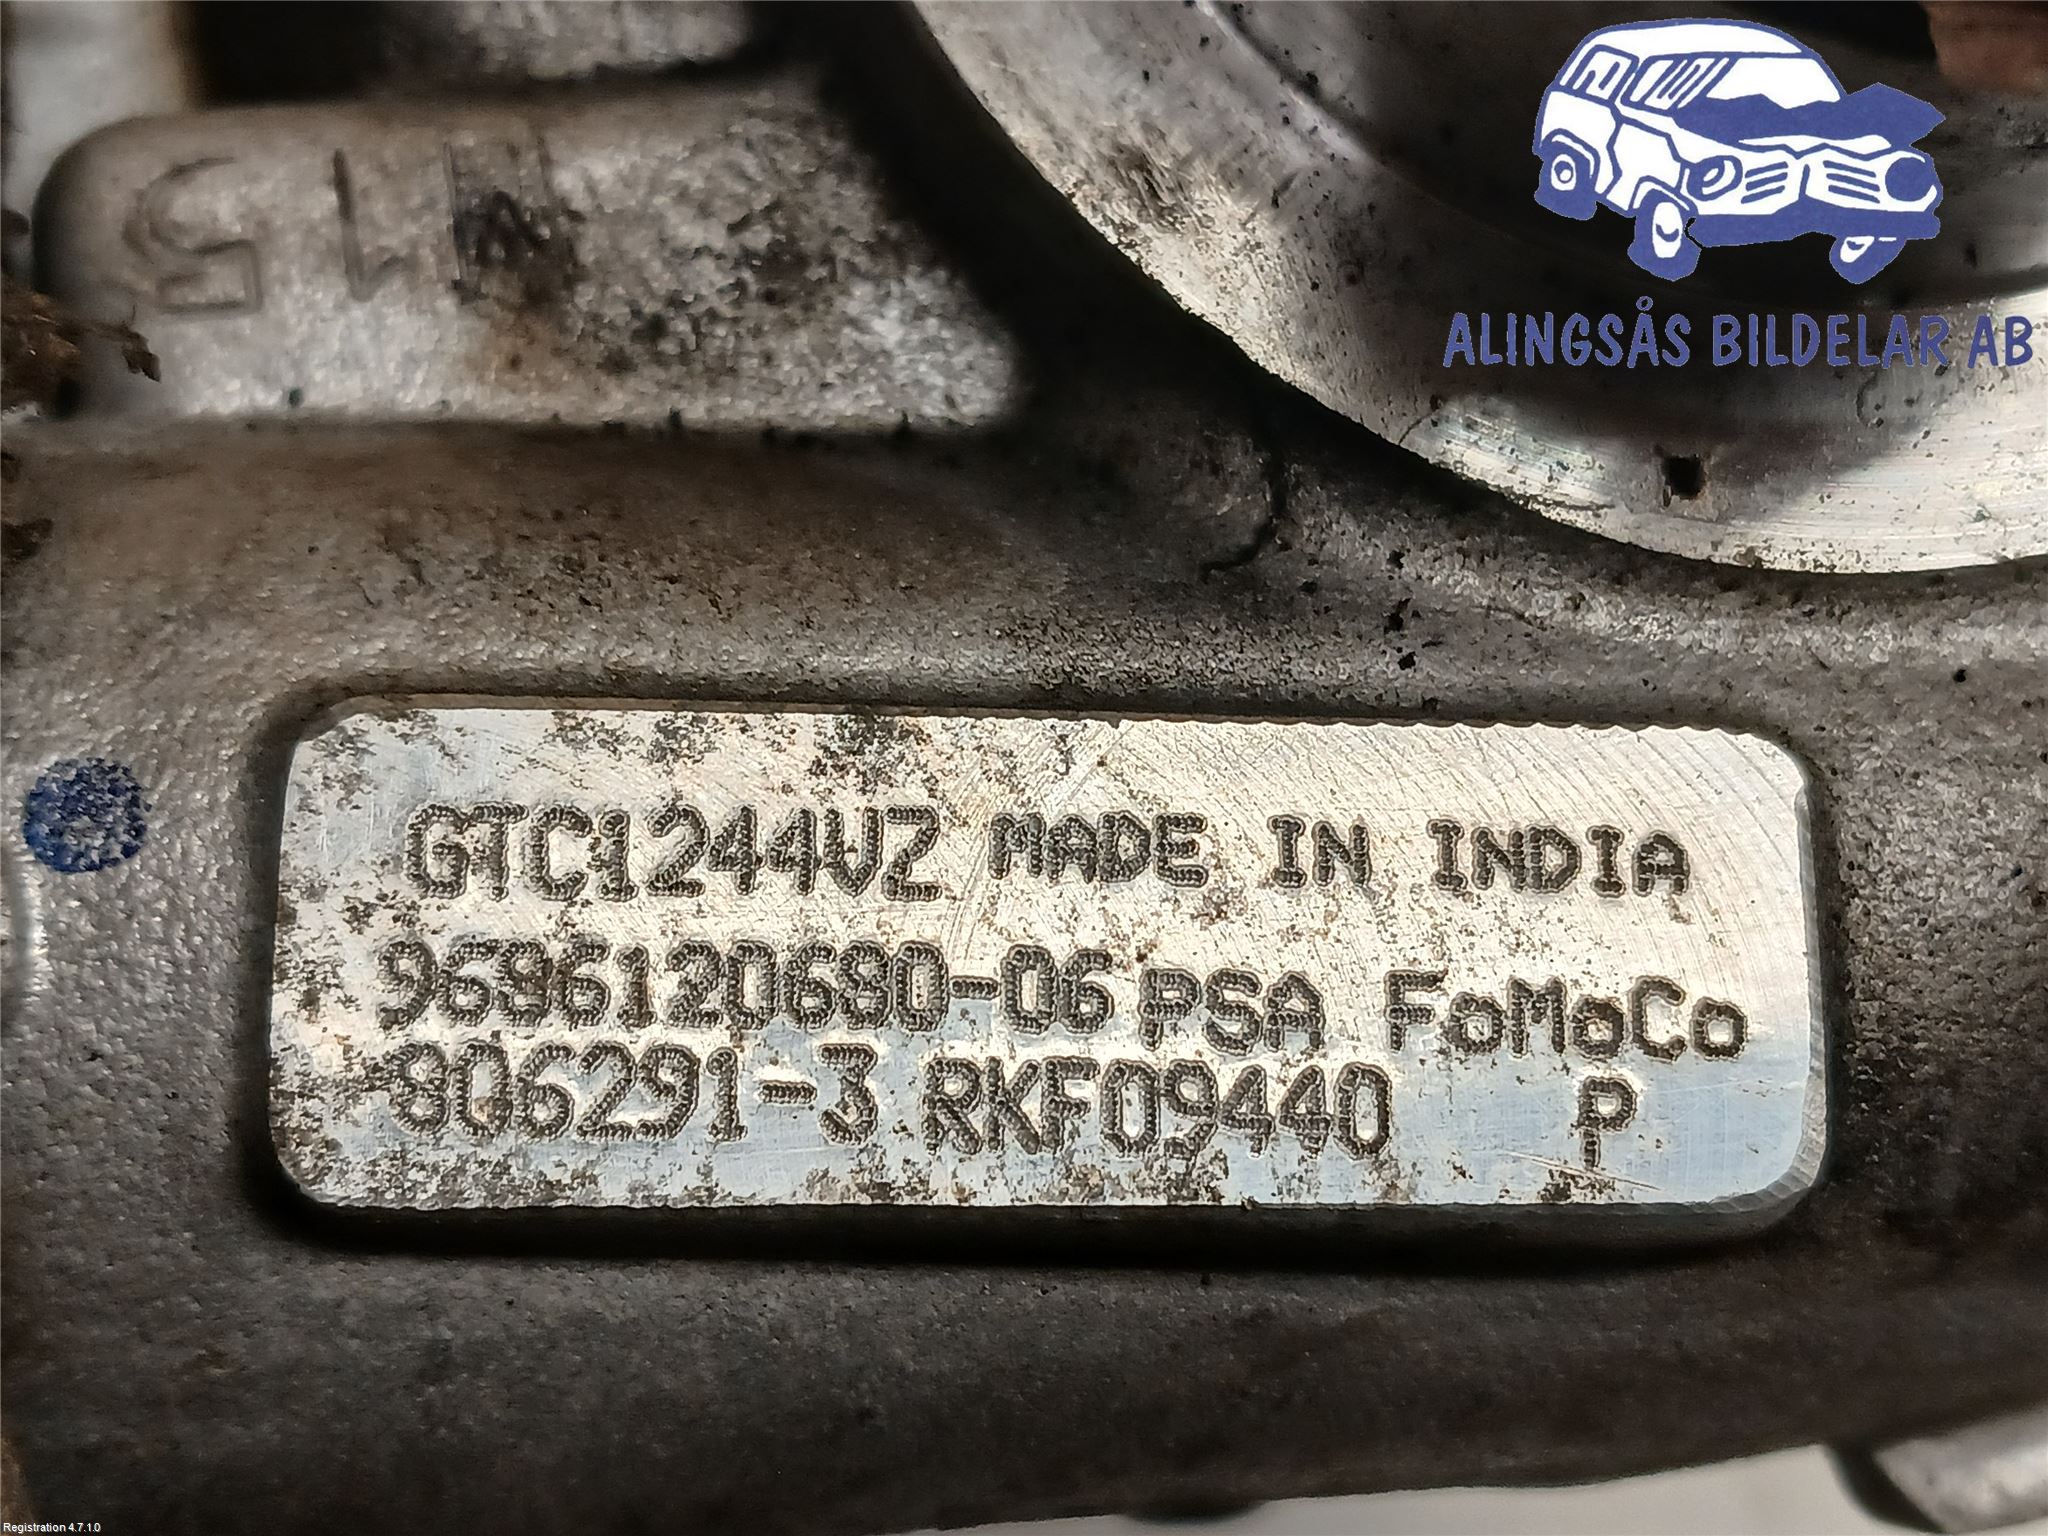 ALINGSÅS BILDELAR AB
GTC1244VZ MADE IN INDIA
9686120680-06 PSA FoMoCo
806291-3 RKF09440 P
Registration 4.7.1.0